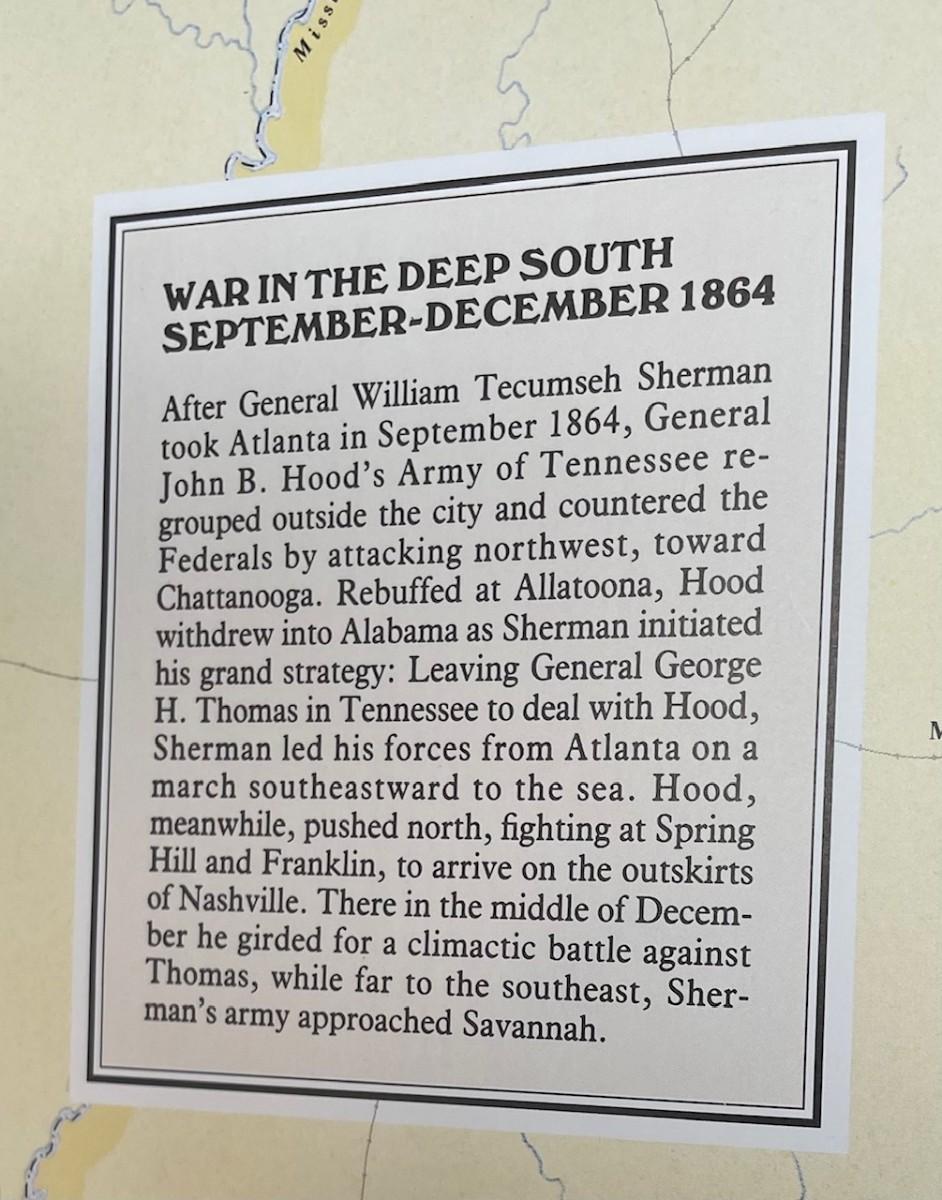 Miss
WAR IN THE DEEP SOUTH
SEPTEMBER-DECEMBER 1864
After General William Tecumseh Sherman
took Atlanta in September 1864, General
John B. Hood's Army of Tennessee re-
grouped outside the city and countered the
Federals by attacking northwest, toward
Chattanooga. Rebuffed at Allatoona, Hood
withdrew into Alabama as Sherman initiated
his grand strategy: Leaving General George
H. Thomas in Tennessee to deal with Hood,
Sherman led his forces from Atlanta on a
march southeastward to the sea. Hood,
meanwhile, pushed north, fighting at Spring
Hill and Franklin, to arrive on the outskirts
of Nashville. There in the middle of Decem-
ber he girded for a climactic battle against
Thomas, while far to the southeast, Sher-
man's army approached Savannah.